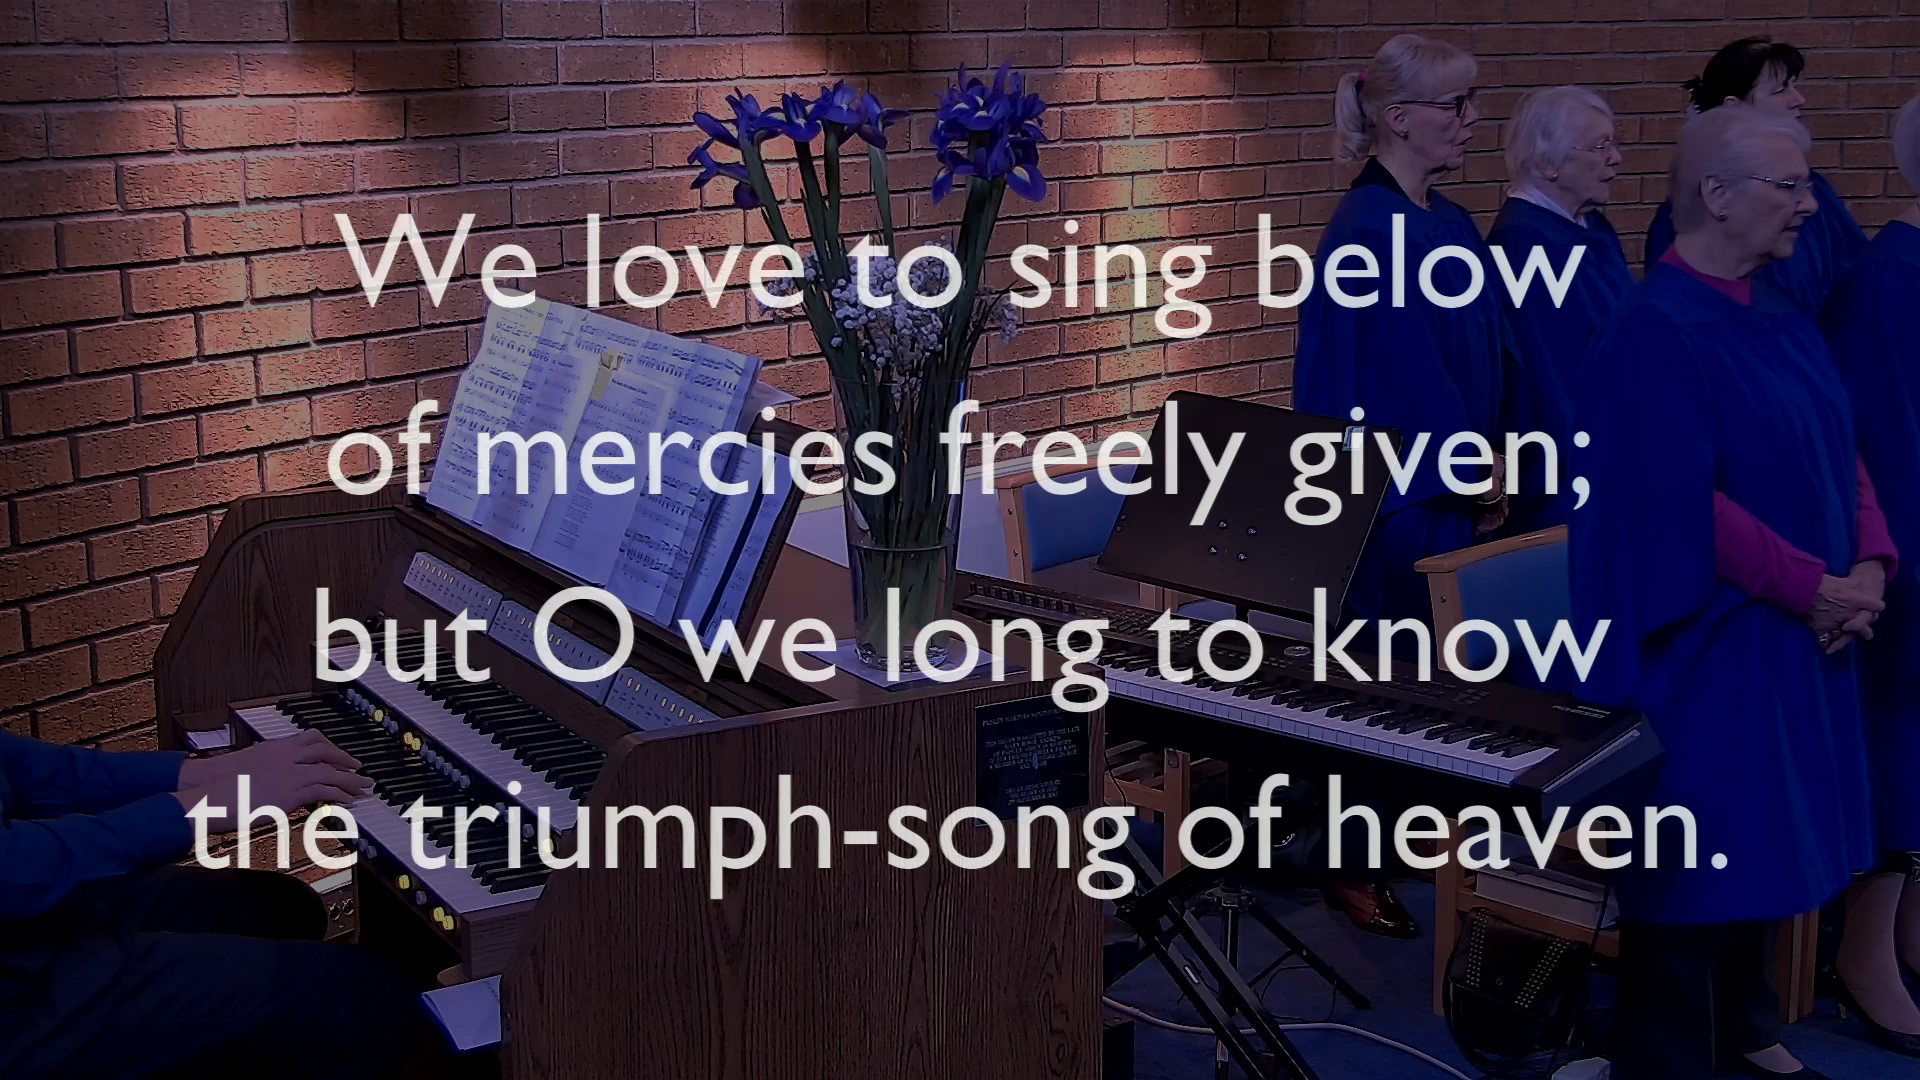 We love to sing below
of mercies freely given;
but O we long to know
the triumph-song of heaven.